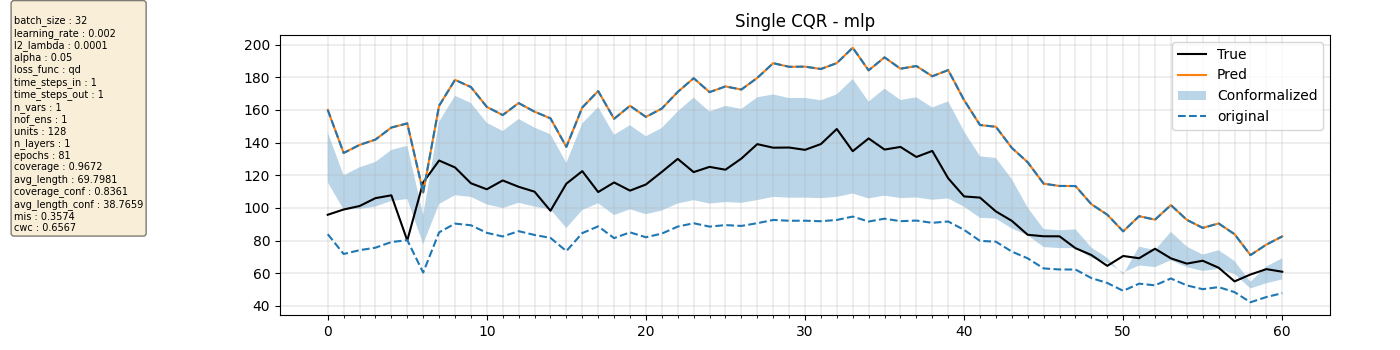 batch_size : 32
learning_rate : 0.002
l2_lambda : 0.0001
alpha : 0.05
loss_func : qd
time_steps_in : 1
time_steps_out : 1
n_vars : 1
nof_ens : 1
units : 128
n_layers : 1
epochs : 81
coverage : 0.9672
avg_length : 69.7981
coverage_conf : 0.8361
avg_length_conf : 38.7659
mis : 0.3574
cwc : 0.6567
Single CQR - mlp
200
180
160
140
120
100
80
60
40
True
Pred
Conformalized
original
0 10 20 30 40 50 60